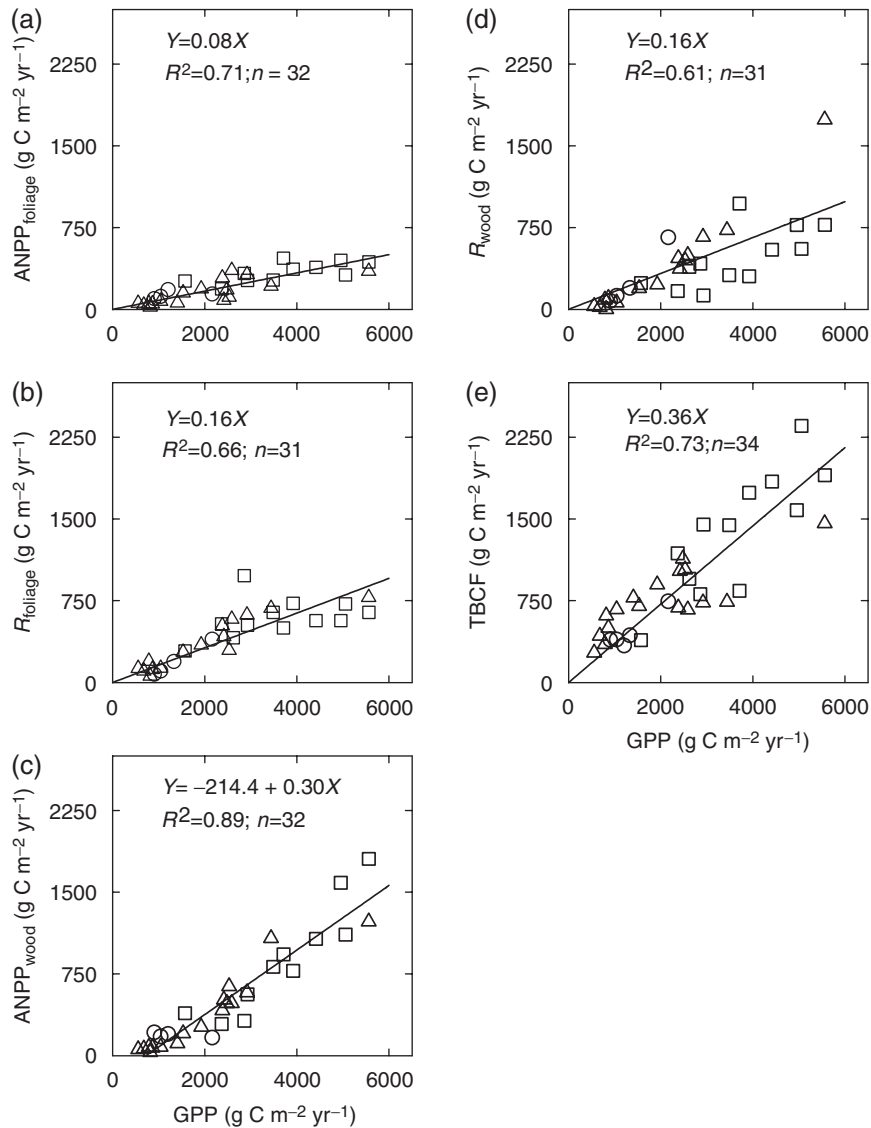 (a)
Y=0.08X
R²=0.71;n = 32
2250
1500
750
0
ANPPfoliage (g C m−2 yr−1)
0 2000 4000 6000
(b)
Y=0.16X
R²=0.66; n=31
2250
1500
750
0
Rfoliage (g C m−2 yr−1)
0 2000 4000 6000
(c)
Y= −214.4 + 0.30X
R²=0.89; n=32
2250
1500
750
0
ANPPwood (g C m−2 yr−1)
0 2000 4000 6000
GPP (g C m−2 yr−1)
(d)
Y=0.16X
R²=0.61; n=31
2250
1500
750
0
Rwood (g C m−2 yr−1)
0 2000 4000 6000
(e)
Y=0.36X
R²=0.73;n=34
2250
1500
750
0
TBCF (g C m−2 yr−1)
0 2000 4000 6000
GPP (g C m−2 yr−1)